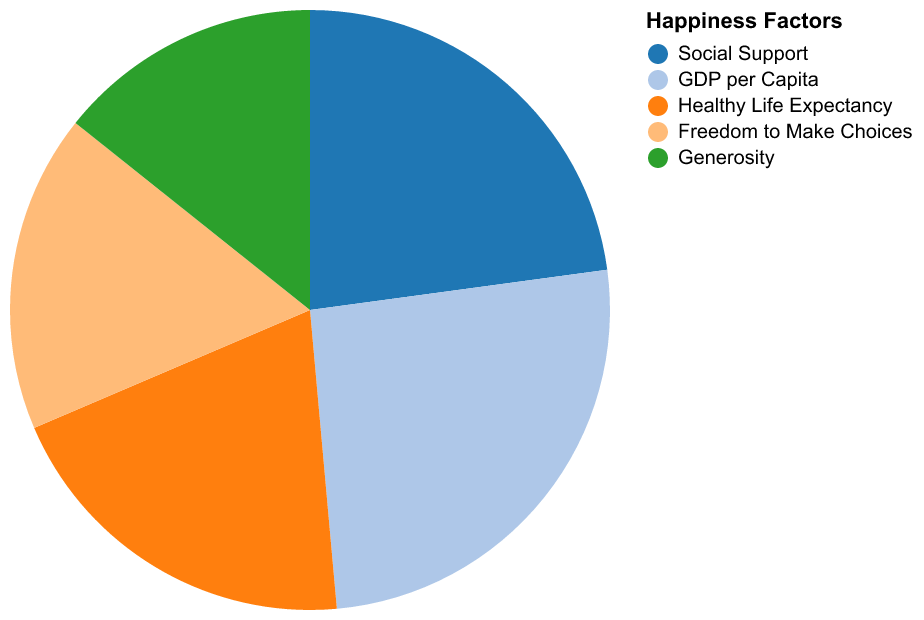 Happiness Factors
Social Support
GDP per Capita
Healthy Life Expectancy
Freedom to Make Choices
Generosity